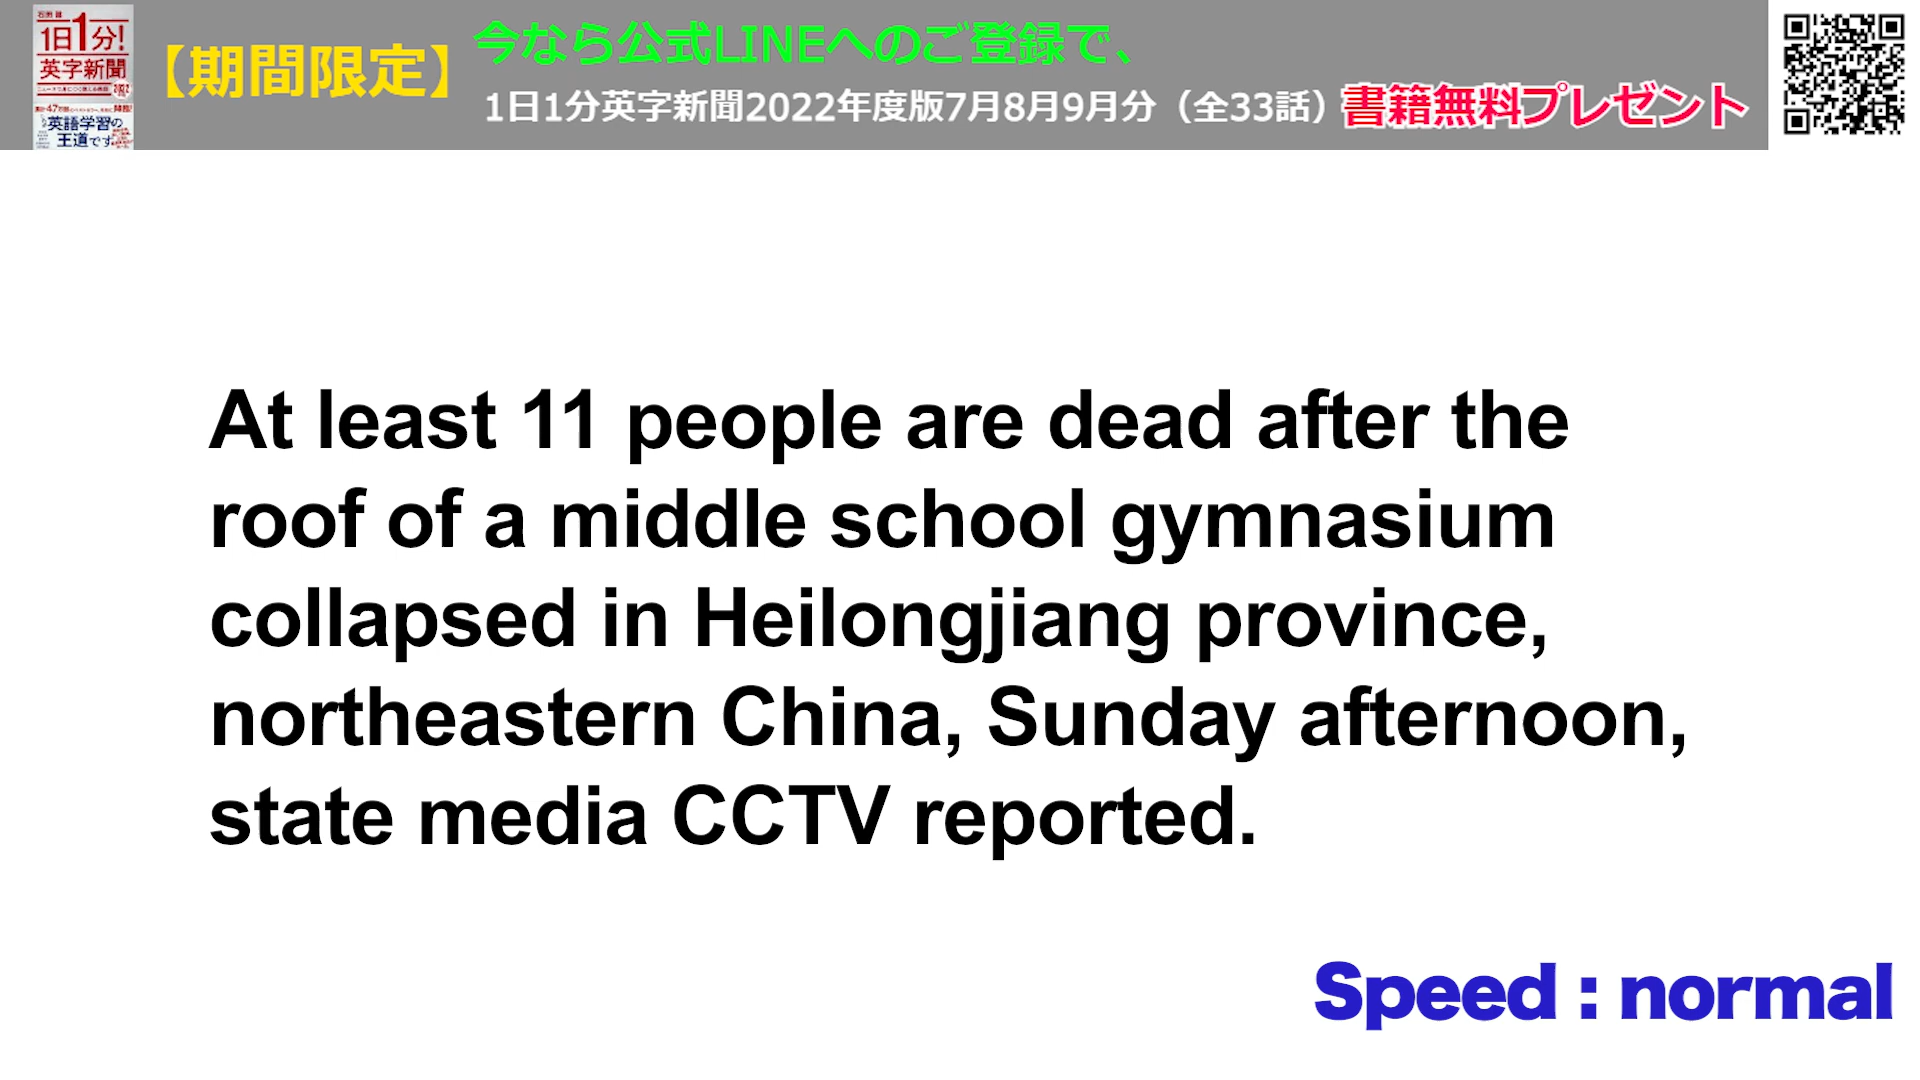 石田 健
1日1分!
英字新聞
2022
英語学習の
王道です
【期間限定】
今なら公式LINEへのご登録で、
1日1分英字新聞2022年度版7月8月9月分（全33話）書籍無料プレゼント
At least 11 people are dead after the
roof of a middle school gymnasium
collapsed in Heilongjiang province,
northeastern China, Sunday afternoon,
state media CCTV reported.
Speed : normal